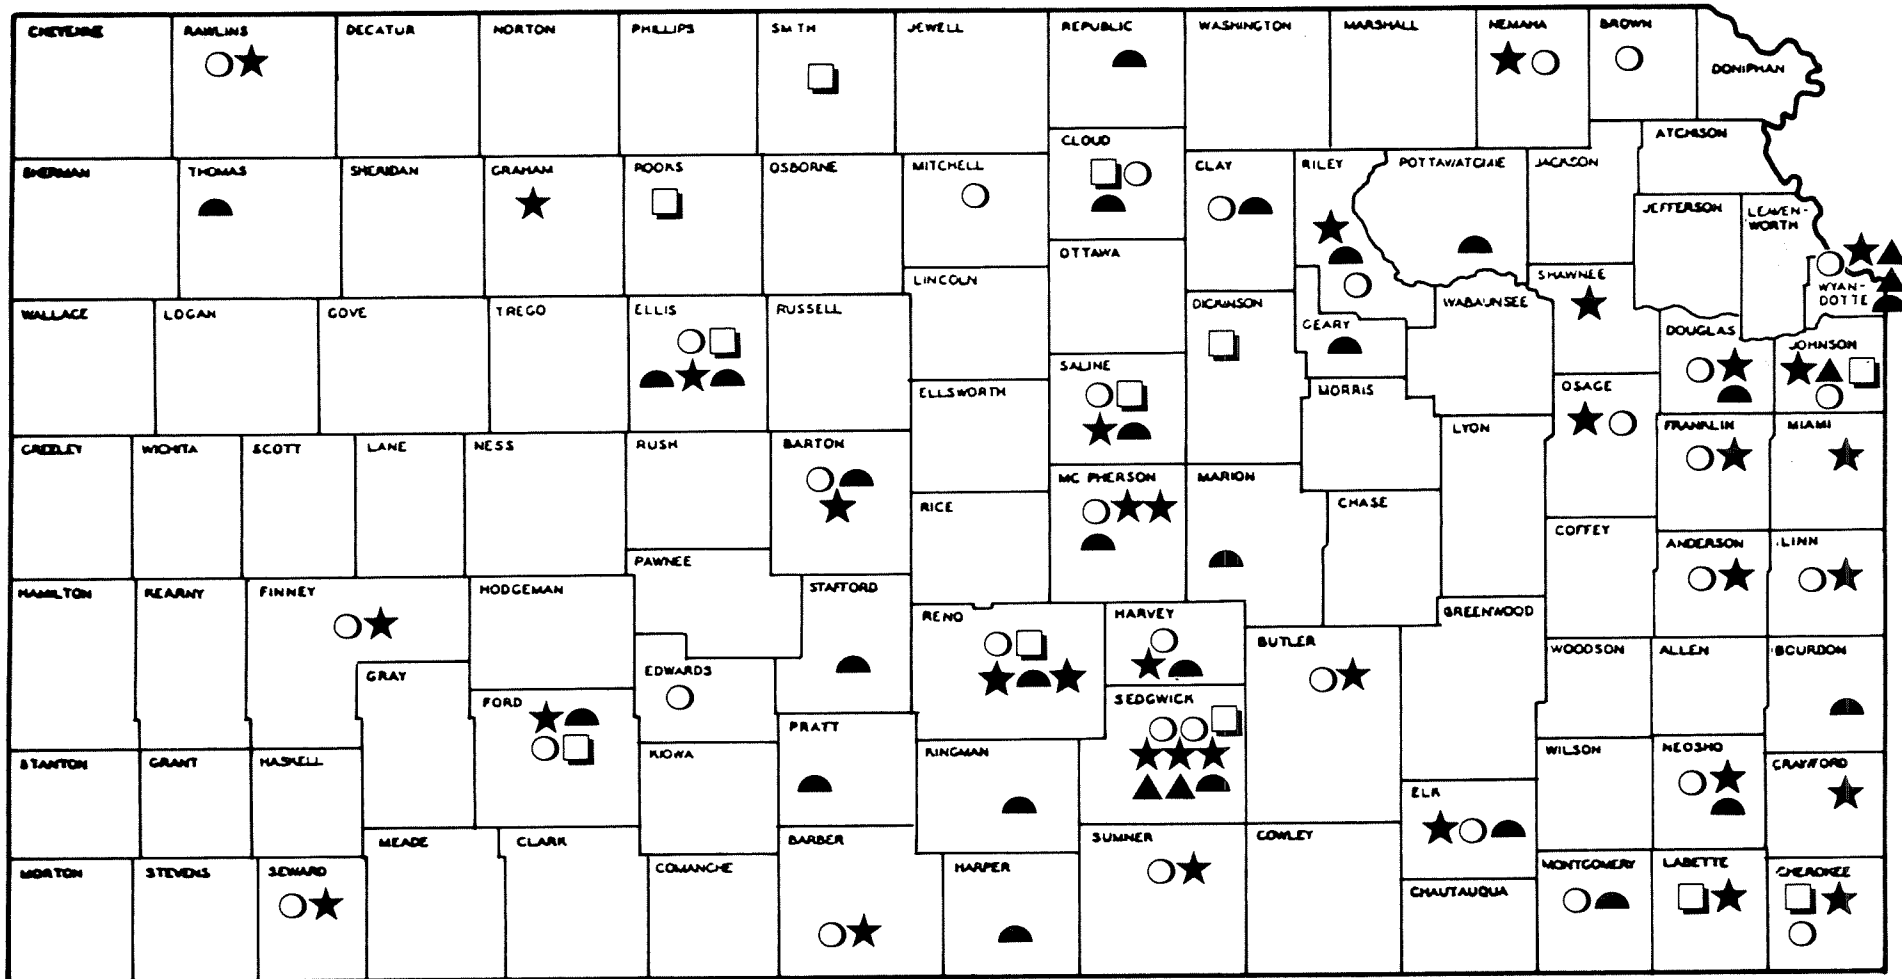 CHEYENNE
RAWLINS
DECATUR
NORTON
PHILLIPS
SMITH
JEWELL
REPUBLIC
WASHINGTON
MARSHALL
NEMAHA
BROWN
DONIPHAN
ATCHISON
CLOUD
SHERMAN
THOMAS
SHERIDAN
GRAHAM
ROOKS
OSBORNE
MITCHELL
CLAY
RILEY
POTTAWATOMIE
JACKSON
JEFFERSON
LEAVEN-
WORTH
OTTAWA
LINCOLN
SHAWNEE
WYAN-
DOTTE
WALLACE
LOGAN
GOVE
TREGO
ELLIS
RUSSELL
DICKINSON
WABAUNSEE
GEARY
DOUGLAS
JOHNSON
SALINE
ELLSWORTH
MORRIS
OSAGE
GREELEY
WICHITA
SCOTT
LANE
NESS
RUSH
BARTON
LYON
FRANKLIN
MIAMI
MC PHERSON
MARION
RICE
CHASE
COFFEY
ANDERSON
LINN
PAWNEE
HAMILTON
KEARNY
FINNEY
HODGEMAN
STAFFORD
RENO
HARVEY
GREENWOOD
BUTLER
WOODSON
ALLEN
BOURDON
GRAY
EDWARDS
FORD
SEDGWICK
PRATT
KIOWA
KINGMAN
STANTON
GRANT
HASKELL
WILSON
NEOSHO
CRAWFORD
ELK
MEADE
CLARK
BARBER
SUMNER
COWLEY
MORTON
STEVENS
SEWARD
COMANCHE
HARPER
CHAUTAUQUA
MONTGOMERY
LABETTE
CHEROKEE